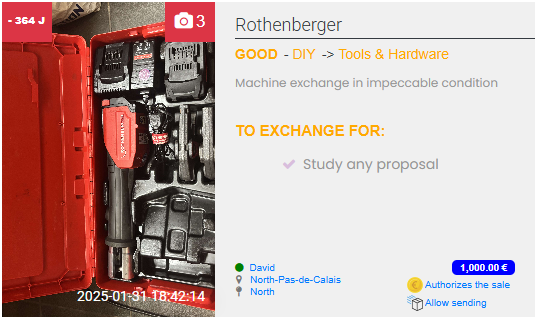 - 364 J
3
Rothenberger
GOOD - DIY -> Tools & Hardware
Machine exchange in impeccable condition
TO EXCHANGE FOR:
Study any proposal
David
1,000.00 €
North-Pas-de-Calais
€ Authorizes the sale
North
Allow sending
2025-01-31 18:42:14